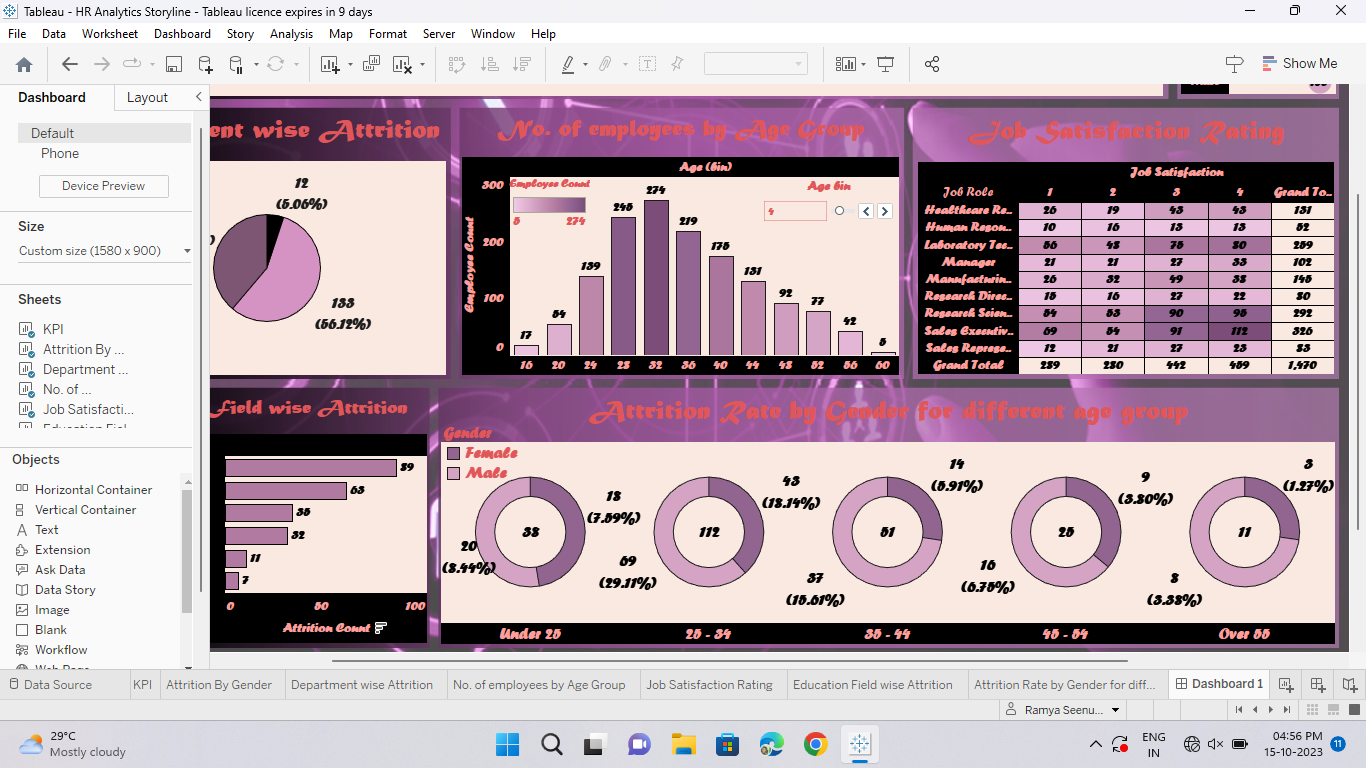 Tableau - HR Analytics Storyline - Tableau licence expires in 9 days
File Data Worksheet Dashboard Story Analysis Map Format Server Window Help
Show Me
Dashboard Layout
Default
Phone
Device Preview
Size
Custom size (1580 x 900)
Sheets
KPI
Attrition By ...
Department ...
No. of ...
Job Satisfacti...
Objects
Horizontal Container
Vertical Container
Text
Extension
Ask Data
Data Story
Image
Blank
Workflow
ent wise Attrition
12
(5.06%)
133
(56.12%)
No. of employees by Age Group
Age (bin)
Employee Count
5 274
Age bin
4
Employee Count
300
200
100
0
17 54 139 245 274 219 175 131 92 77 42 5
16 20 24 28 32 36 40 44 48 52 56 60
Job Satisfaction Rating
Job Satisfaction
Job Role 1 2 3 4 Grand To..
Healthcare Re.. 26 19 43 43 131
Human Resou.. 10 16 13 13 52
Laboratory Tec.. 56 48 75 80 259
Manager 21 21 27 33 102
Manufacturin.. 26 32 49 38 145
Research Direc.. 15 16 27 22 80
Research Scien.. 54 53 90 95 292
Sales Executiv.. 69 54 91 112 326
Sales Represe.. 12 21 27 23 83
Grand Total 289 280 442 459 1,470
Field wise Attrition
89
63
35
32
11
7
0 50 100
Attrition Count
Attrition Rate by Gender for different age group
Gender
Female
Male
38
18
(7.59%)
20
(8.44%)
112
43
(18.14%)
69
(29.11%)
51
14
(5.91%)
37
(15.61%)
25
9
(3.80%)
16
(6.75%)
11
3
(1.27%)
8
(3.38%)
Under 25 25 - 34 35 - 44 45 - 54 Over 55
Data Source KPI Attrition By Gender Department wise Attrition No. of employees by Age Group Job Satisfaction Rating Education Field wise Attrition Attrition Rate by Gender for diff... Dashboard 1
Ramya Seenu...
29°C
Mostly cloudy
ENG
IN
04:56 PM
15-10-2023
11